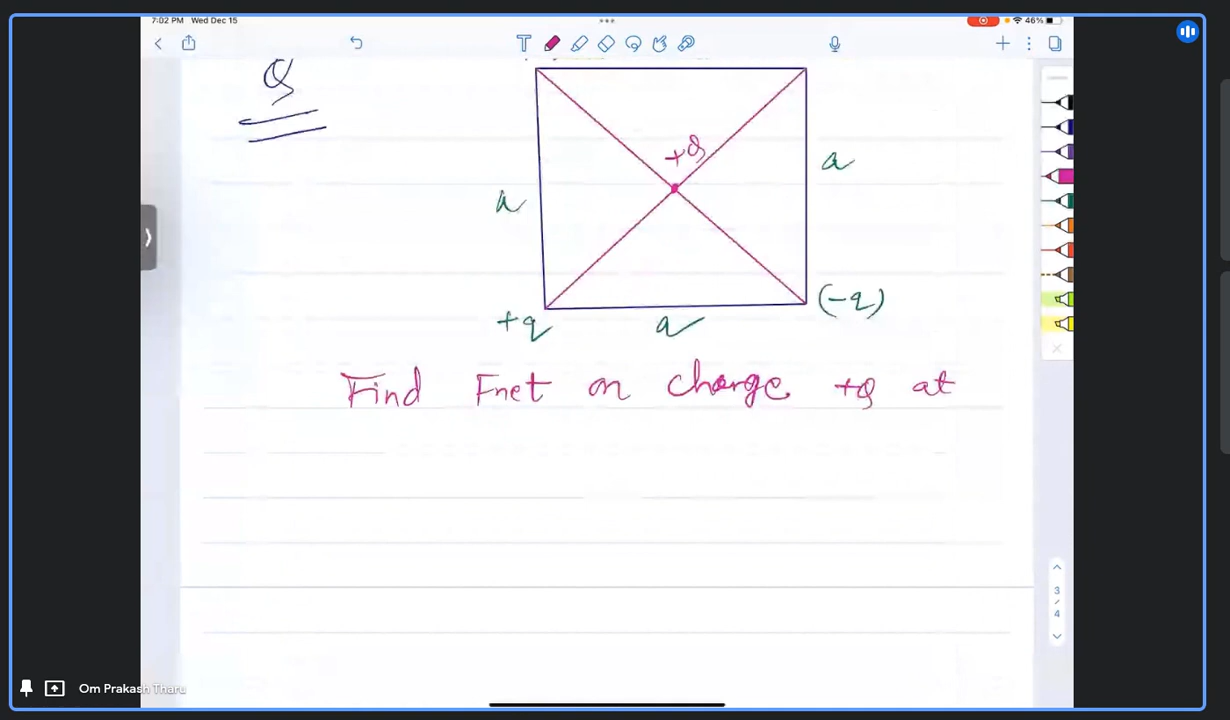 7:02 PM Wed Dec 15
46%
Q
+Q
a
a
+q
a
(-q)
Find Fnet on charge +Q at
3
/
4
Om Prakash Tharu